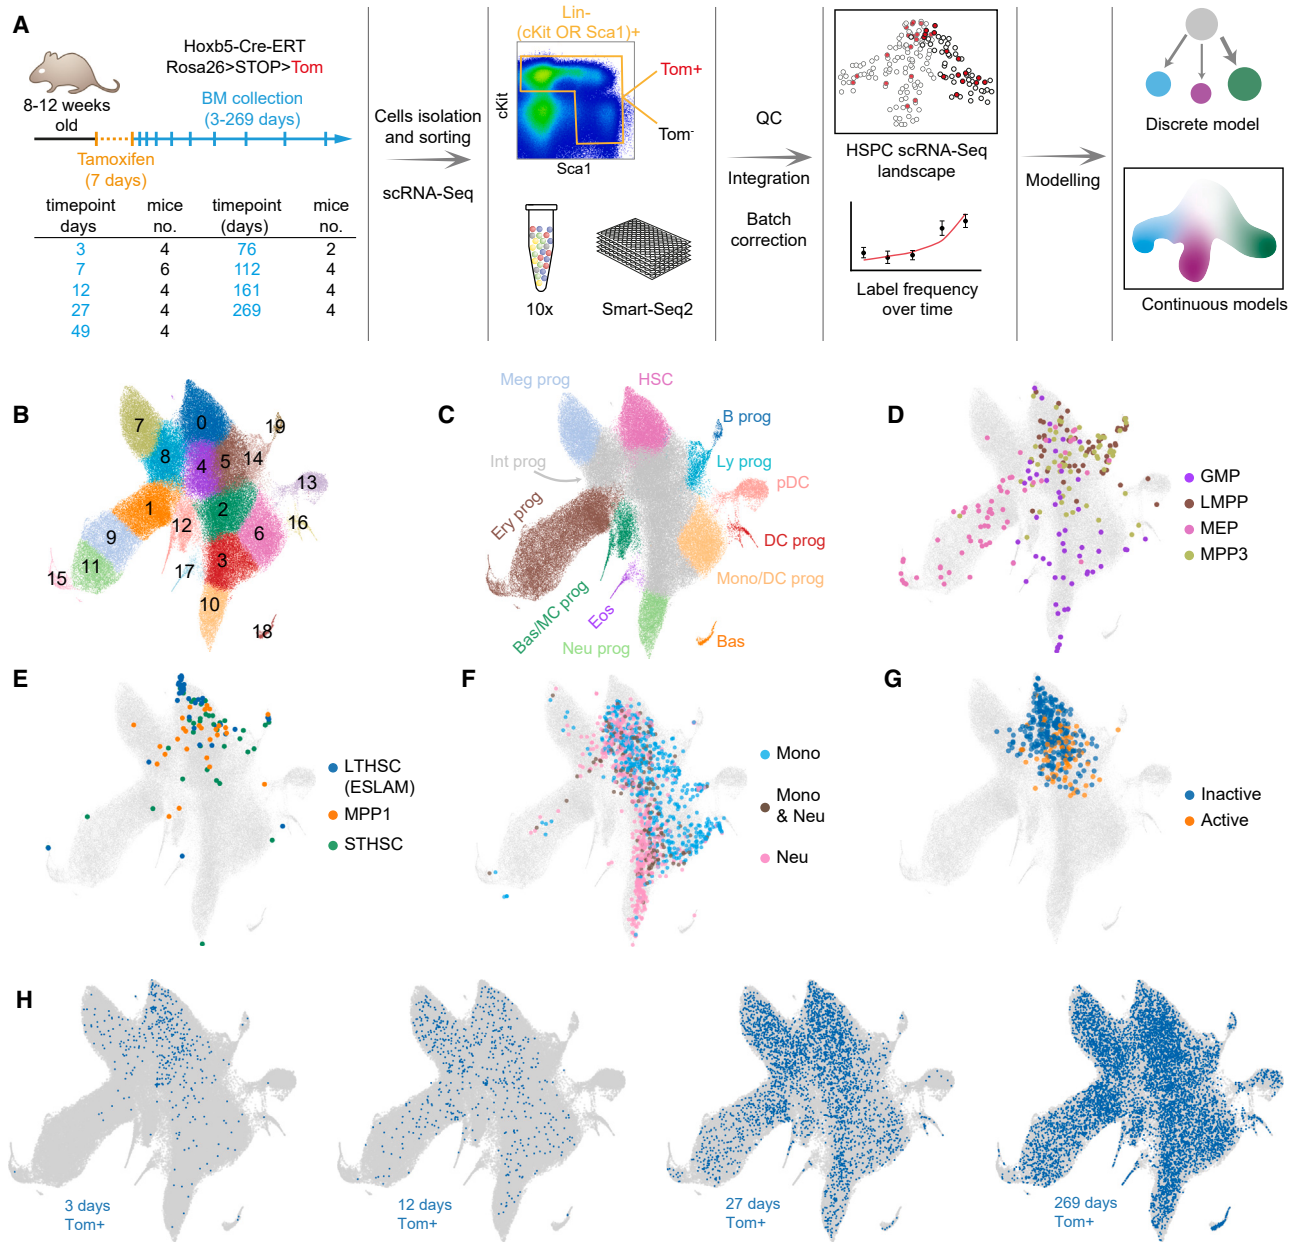 A
8-12 weeks
old
Hoxb5-Cre-ERT
Rosa26>STOP>Tom
BM collection
(3-269 days)
Tamoxifen
(7 days)
timepoint days mice no. timepoint (days) mice no.
3 4 76 2
7 6 112 4
12 4 161 4
27 4 269 4
49 4
Cells isolation
and sorting
scRNA-Seq
Lin-
(cKit OR Sca1)+
cKit
Sca1
Tom+
Tom-
10x
Smart-Seq2
QC
Integration
Batch
correction
HSPC scRNA-Seq
landscape
Label frequency
over time
Modelling
Discrete model
Continuous models
B
7
0
19
8
4
5
14
13
1
2
16
12
6
9
3
11
15
17
10
18
C
Meg prog
HSC
B prog
Int prog
Ly prog
pDC
Ery prog
DC prog
Mono/DC prog
Bas/MC prog
Eos
Neu prog
Bas
D
GMP
LMPP
MEP
MPP3
E
LTHSC
(ESLAM)
MPP1
STHSC
F
Mono
Mono
& Neu
Neu
G
Inactive
Active
H
3 days
Tom+
12 days
Tom+
27 days
Tom+
269 days
Tom+